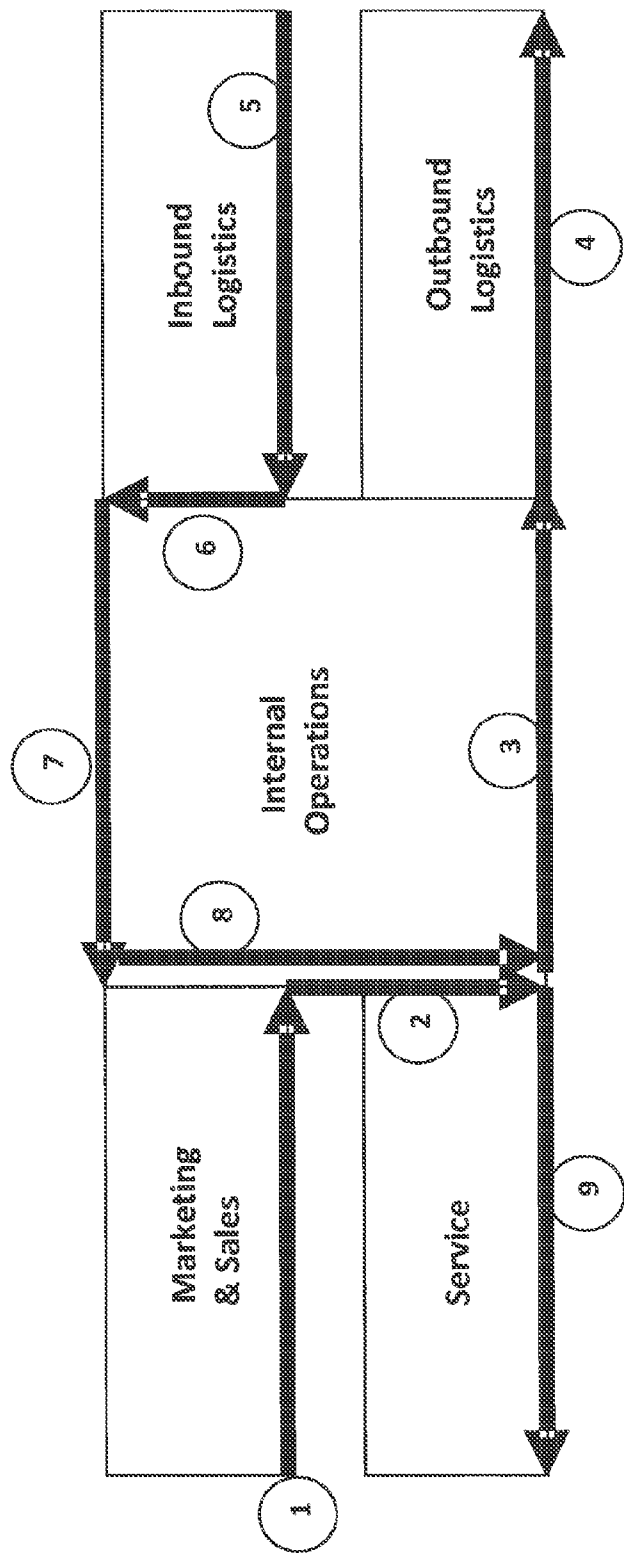 7
Marketing
& Sales
8
6
Inbound
Logistics
5
1
Internal
Operations
2
Service
Outbound
Logistics
3
9
4